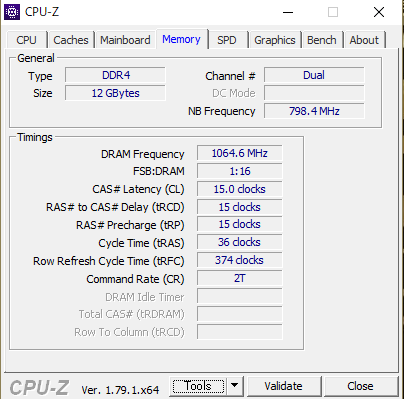 CPU-Z
CPU Caches Mainboard Memory SPD Graphics Bench About
General
Type DDR4 Channel # Dual
Size 12 GBytes DC Mode
NB Frequency 798.4 MHz
Timings
DRAM Frequency 1064.6 MHz
FSB:DRAM 1:16
CAS# Latency (CL) 15.0 clocks
RAS# to CAS# Delay (tRCD) 15 clocks
RAS# Precharge (tRP) 15 clocks
Cycle Time (tRAS) 36 clocks
Row Refresh Cycle Time (tRFC) 374 clocks
Command Rate (CR) 2T
DRAM Idle Timer
Total CAS# (tRDRAM)
Row To Column (tRCD)
CPU-Z Ver. 1.79.1.x64 Tools Validate Close